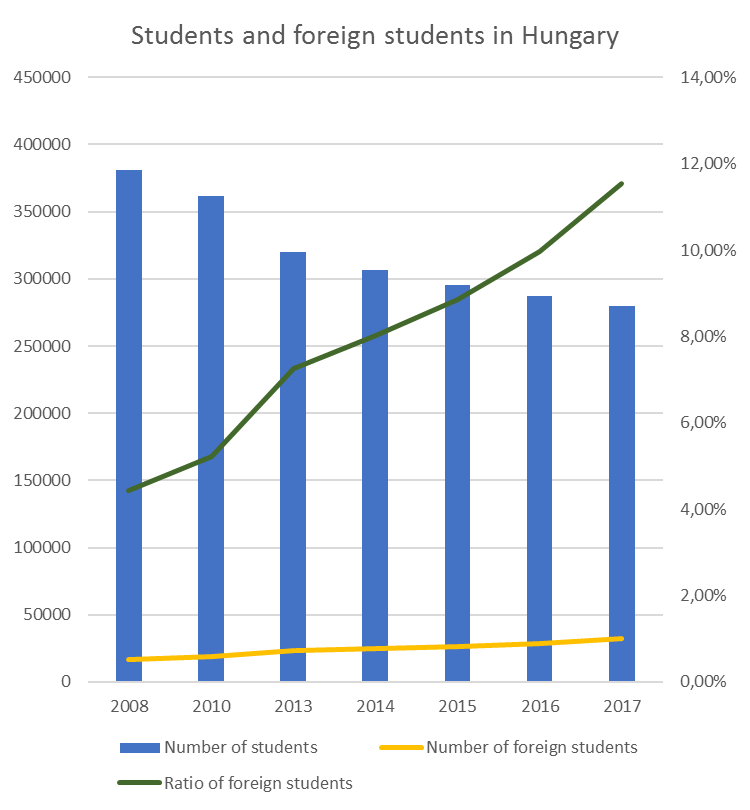 Students and foreign students in Hungary
450000 14,00%
400000 12,00%
350000
300000 10,00%
250000 8,00%
200000 6,00%
150000
100000 4,00%
50000 2,00%
0 0,00%
2008 2010 2013 2014 2015 2016 2017
Number of students Number of foreign students
Ratio of foreign students